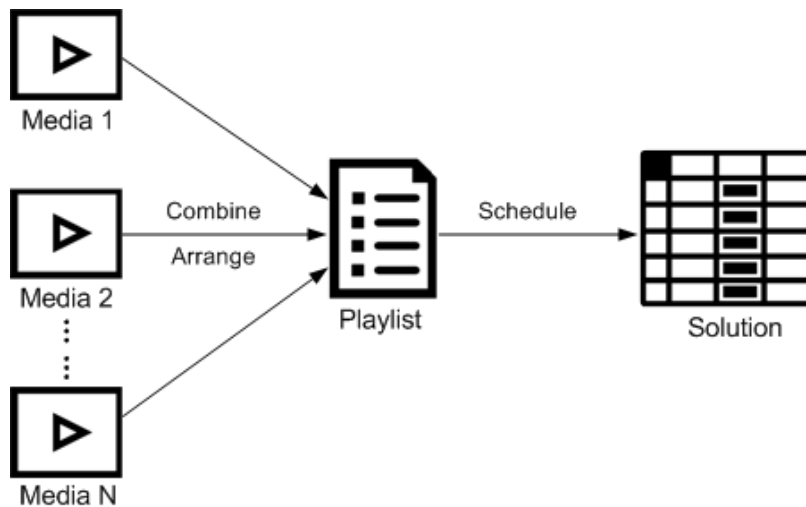 Media 1
Combine
Arrange
Media 2
Schedule
Playlist
Solution
Media N